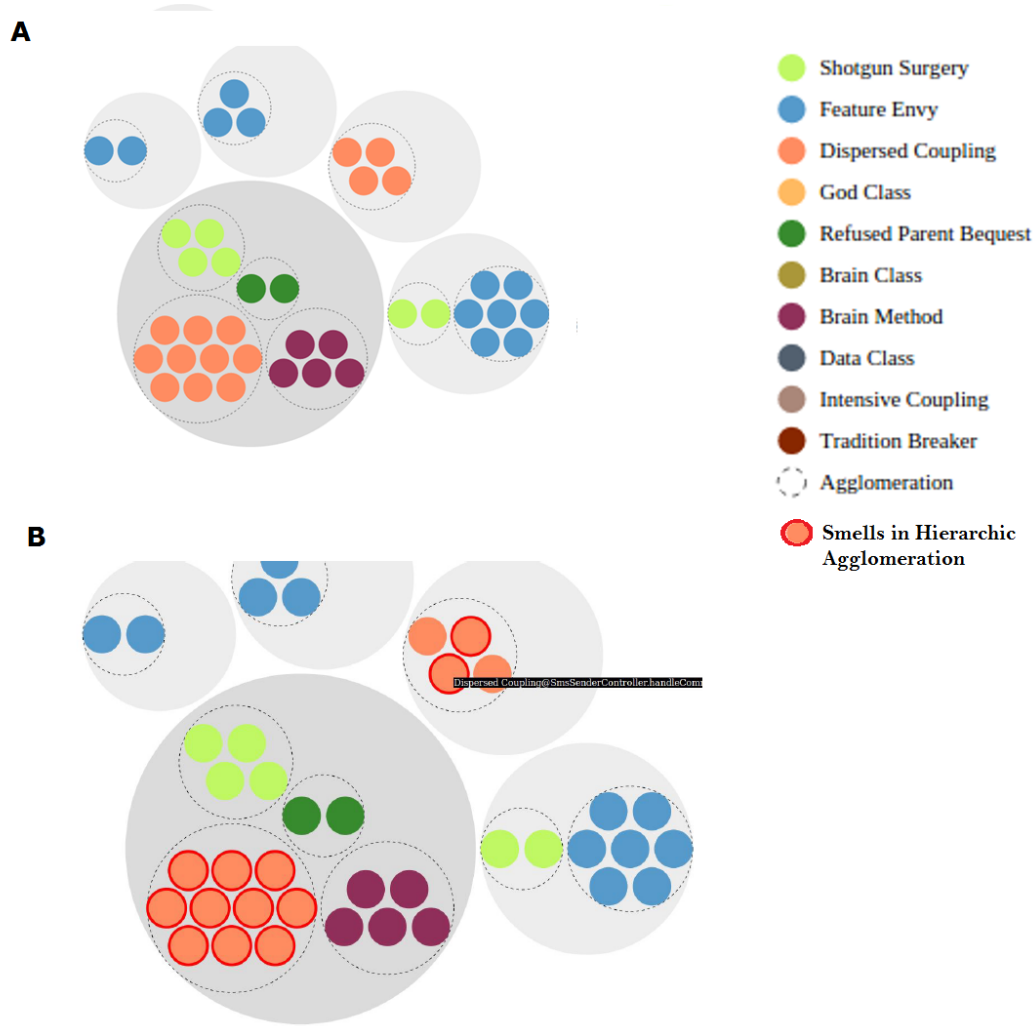 A
Shotgun Surgery
Feature Envy
Dispersed Coupling
God Class
Refused Parent Bequest
Brain Class
Brain Method
Data Class
Intensive Coupling
Tradition Breaker
Agglomeration
Smells in Hierarchic
Agglomeration
B
Dispersed Coupling@SmsSenderController.handleCom